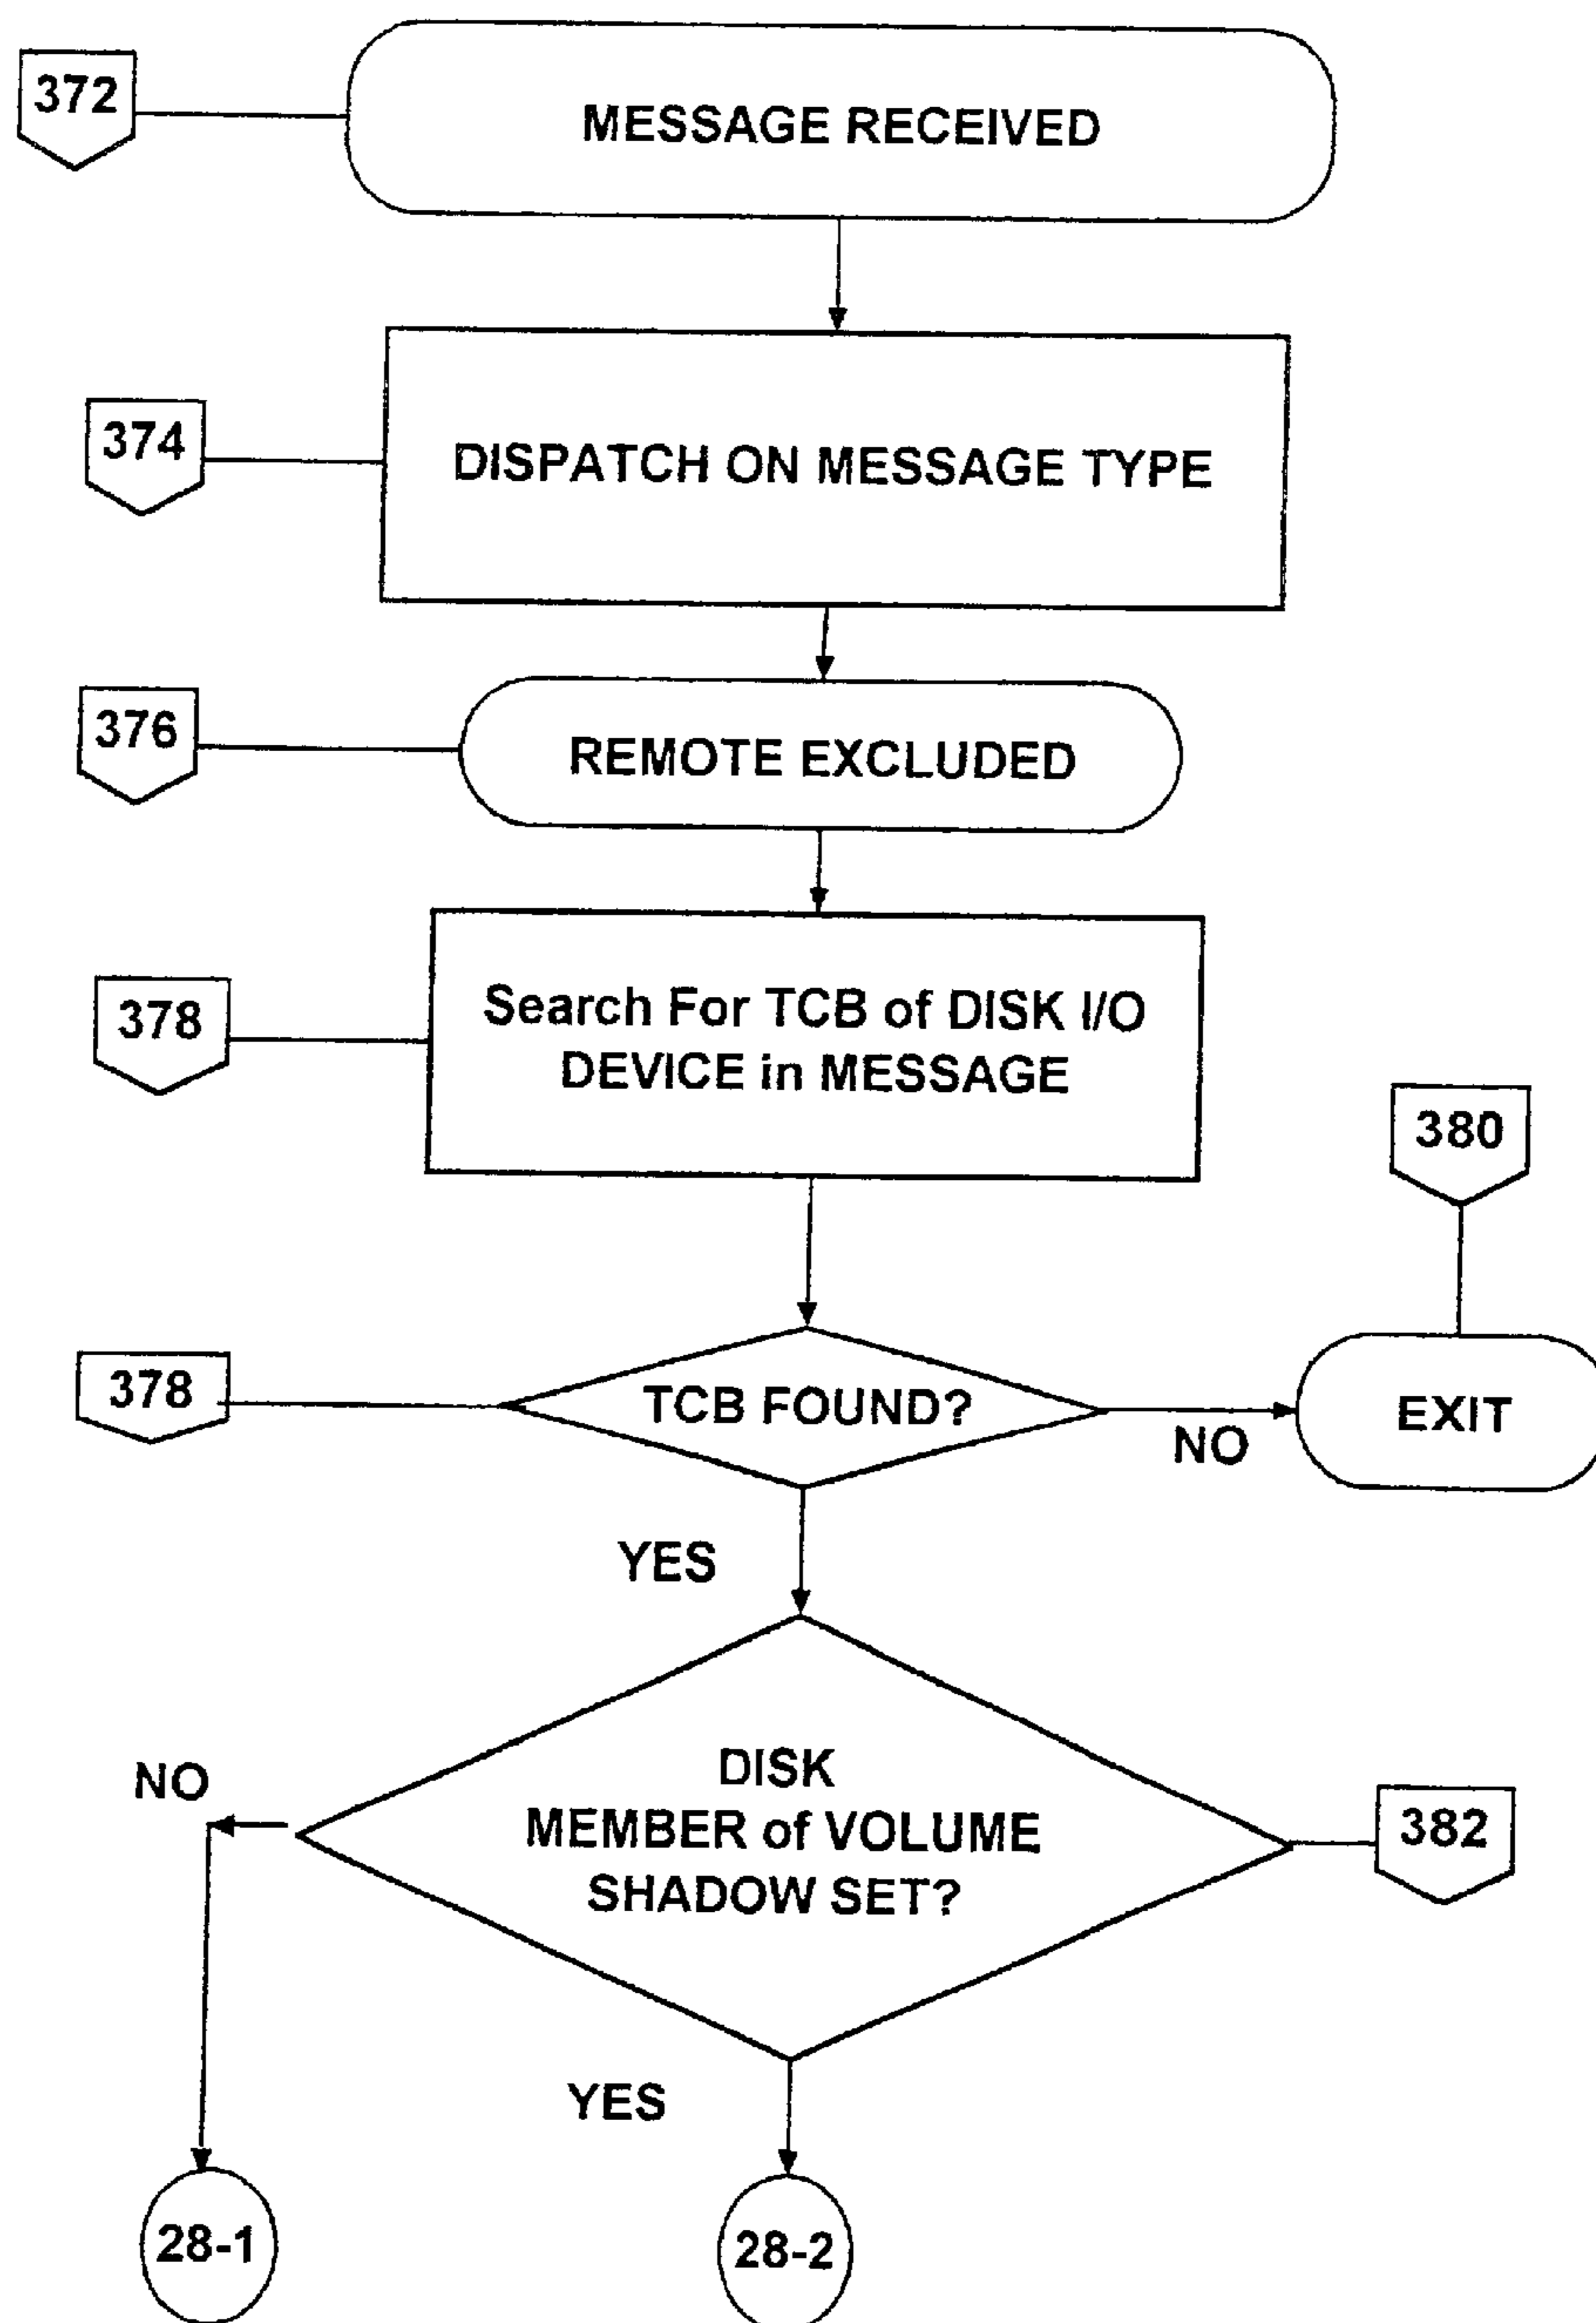 372
MESSAGE RECEIVED
374
DISPATCH ON MESSAGE TYPE
376
REMOTE EXCLUDED
378
Search For TCB of DISK I/O
DEVICE in MESSAGE
380
378
TCB FOUND?
NO
EXIT
YES
NO
DISK
MEMBER of VOLUME
SHADOW SET?
382
YES
28-1
28-2